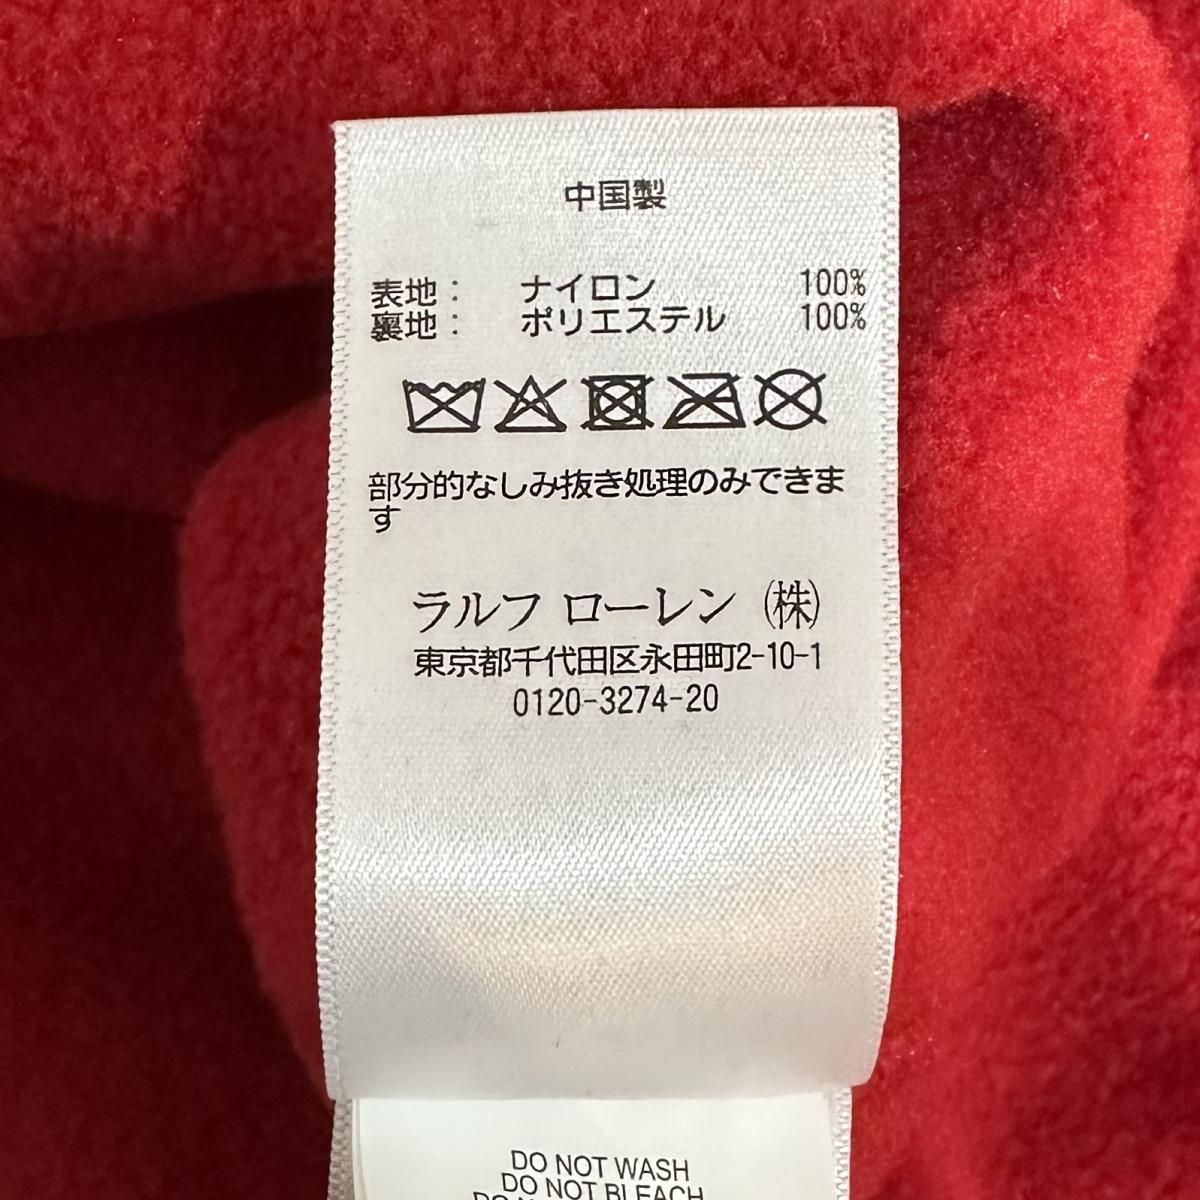 中国製
表地： ナイロン 100%
裏地： ポリエステル 100%
部分的なしみ抜き処理のみできま
す
ラルフ ローレン (株)
東京都千代田区永田町2-10-1
0120-3274-20
DO NOT WASH
DO NOT BLEACH